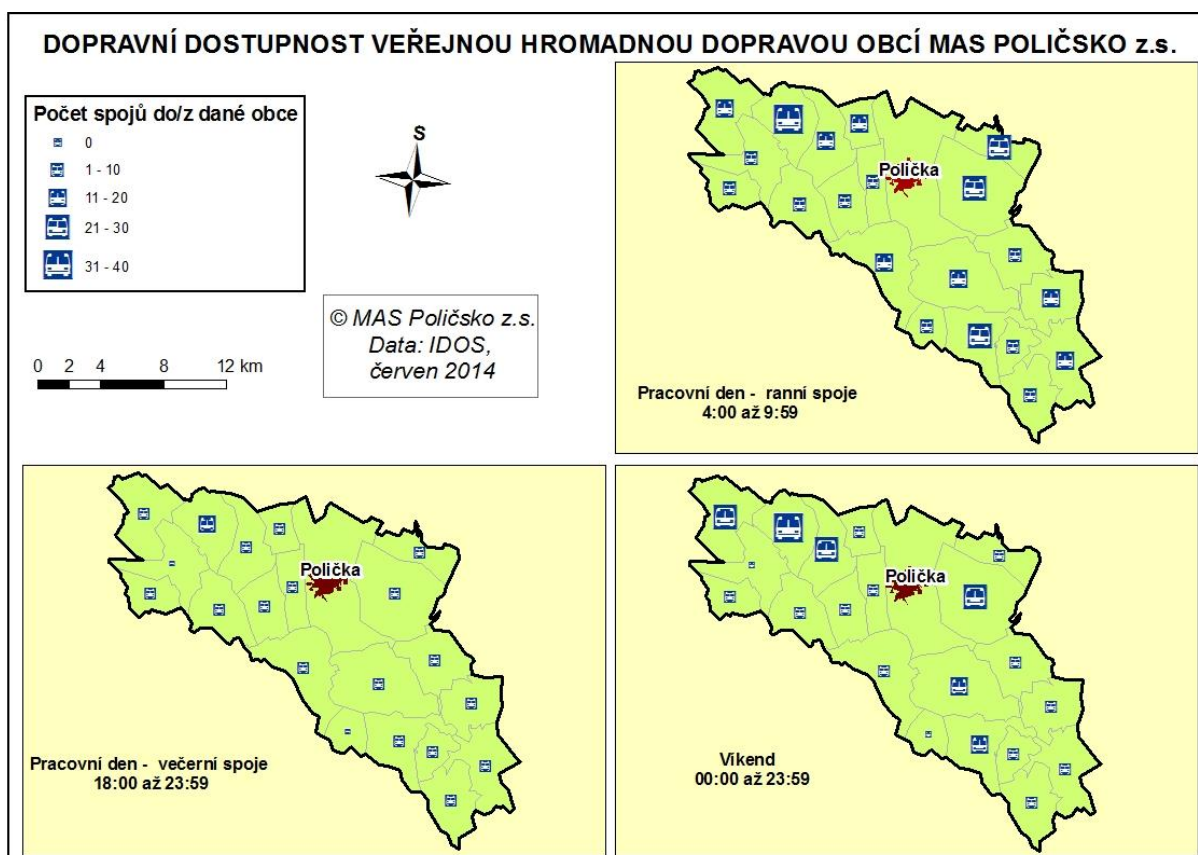 DOPRAVNÍ DOSTUPNOST VEŘEJNOU HROMADNOU DOPRAVOU OBCÍ MAS POLIČSKO z.s.
Počet spojů do/z dané obce
0
1 - 10
11 - 20
21 - 30
31 - 40
S
© MAS Poličsko z.s.
Data: IDOS,
červen 2014
0 2 4 8 12 km
Polička
Pracovní den - ranní spoje
4:00 až 9:59
Polička
Pracovní den - večerní spoje
18:00 až 23:59
Polička
Víkend
00:00 až 23:59